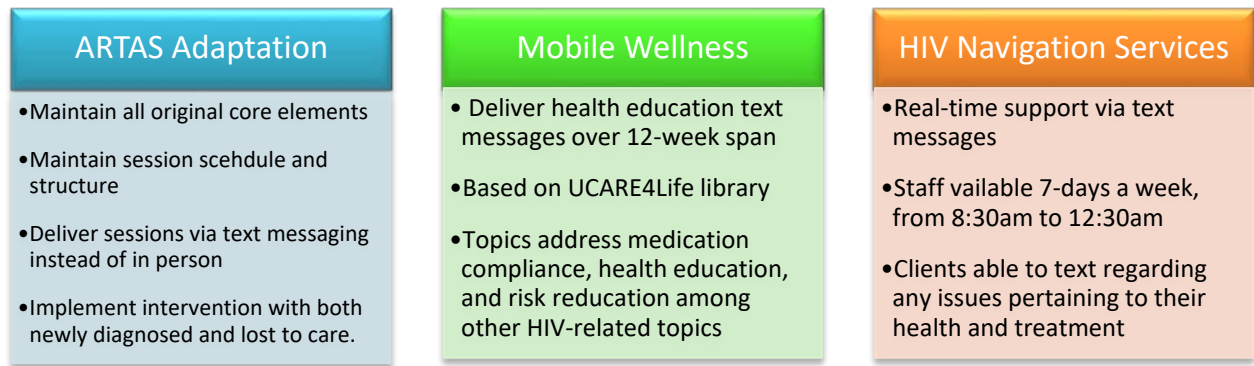 ARTAS Adaptation
•Maintain all original core elements
•Maintain session scehdule and
structure
•Deliver sessions via text messaging
instead of in person
•Implement intervention with both
newly diagnosed and lost to care.
Mobile Wellness
• Deliver health education text
messages over 12-week span
•Based on UCARE4Life library
•Topics address medication
compliance, health education,
and risk reducation among
other HIV-related topics
HIV Navigation Services
•Real-time support via text
messages
•Staff vailable 7-days a week,
from 8:30am to 12:30am
•Clients able to text regarding
any issues pertaining to their
health and treatment